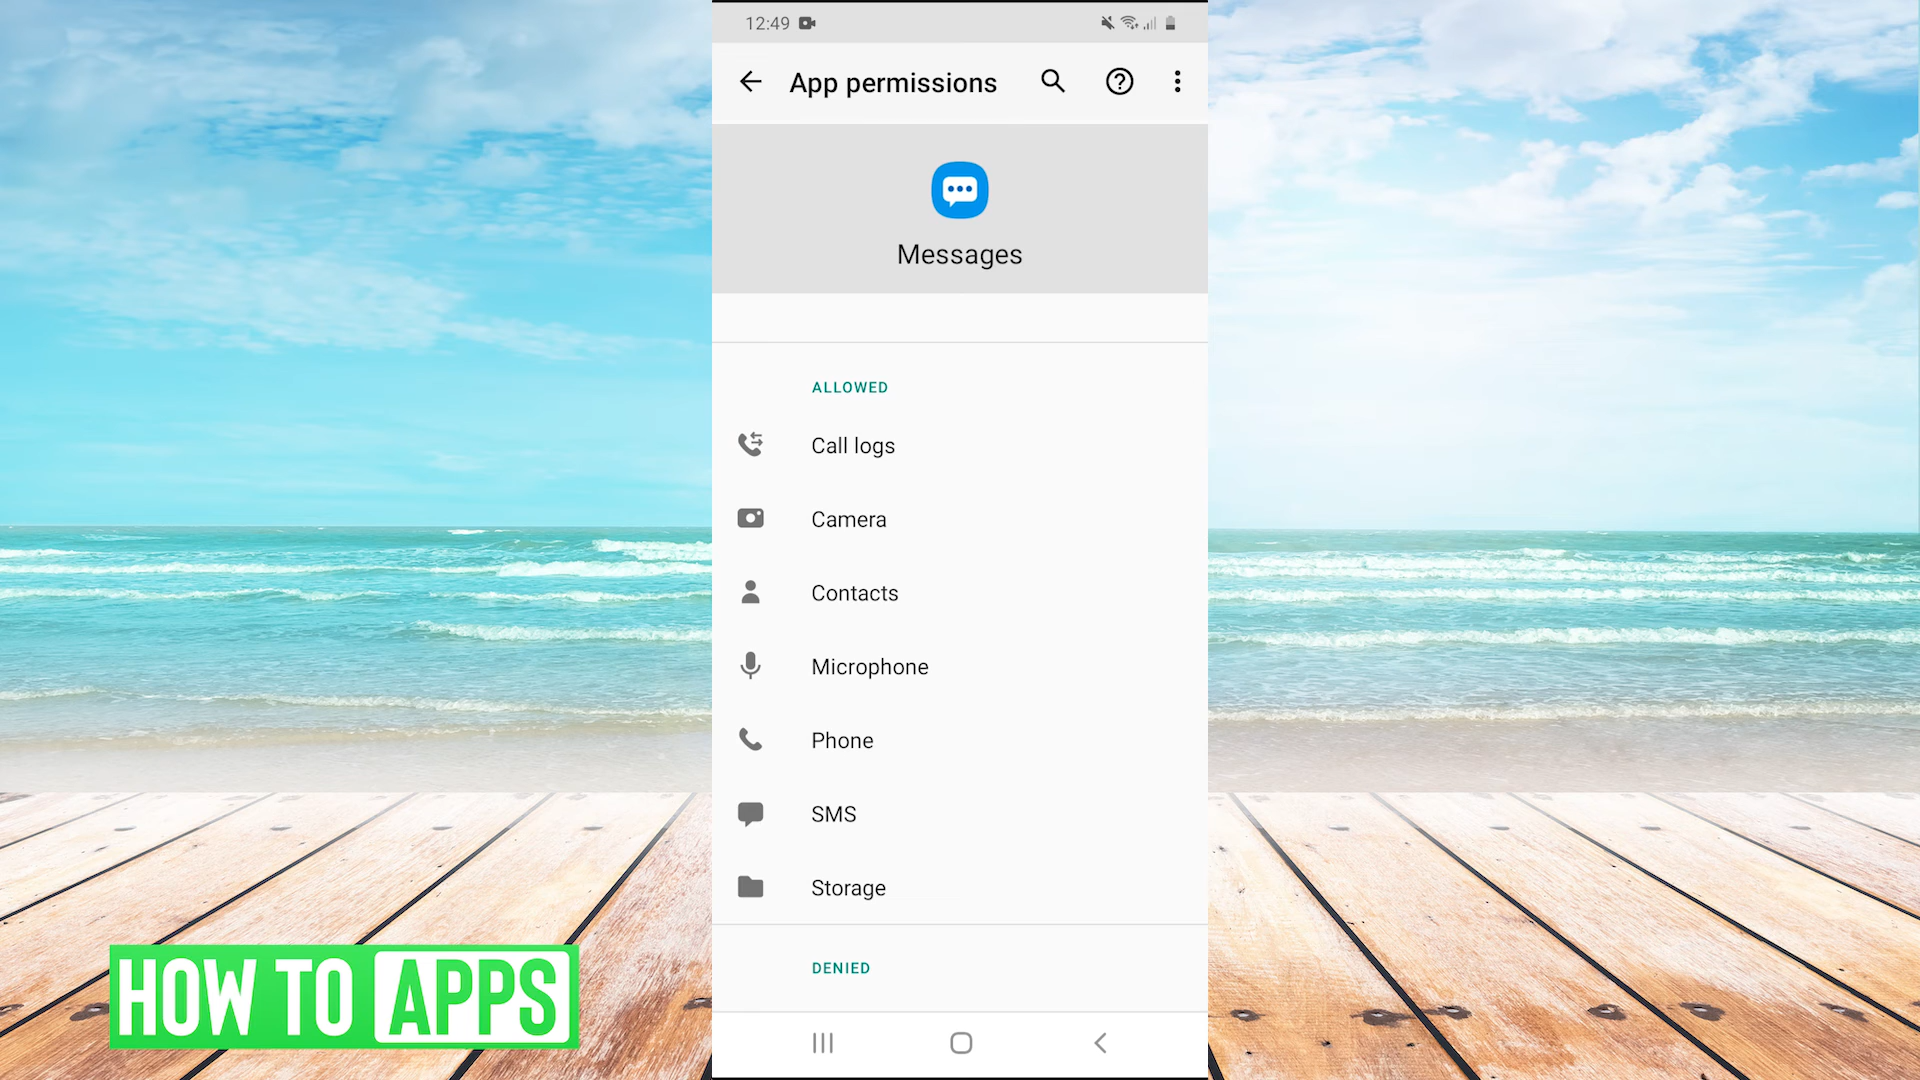 12:49
App permissions
Messages
ALLOWED
Call logs
Camera
Contacts
Microphone
Phone
SMS
Storage
DENIED
HOW TO APPS